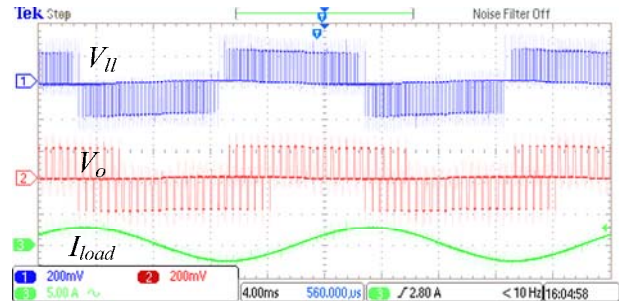 Tek Stop Noise Filter Off
V_ll
1
V_o
2
3 I_load
1 200mV 2 200mV
3 5.00 A 4.00ms 560.000µs 3 2.80 A < 10 Hz 16:04:58